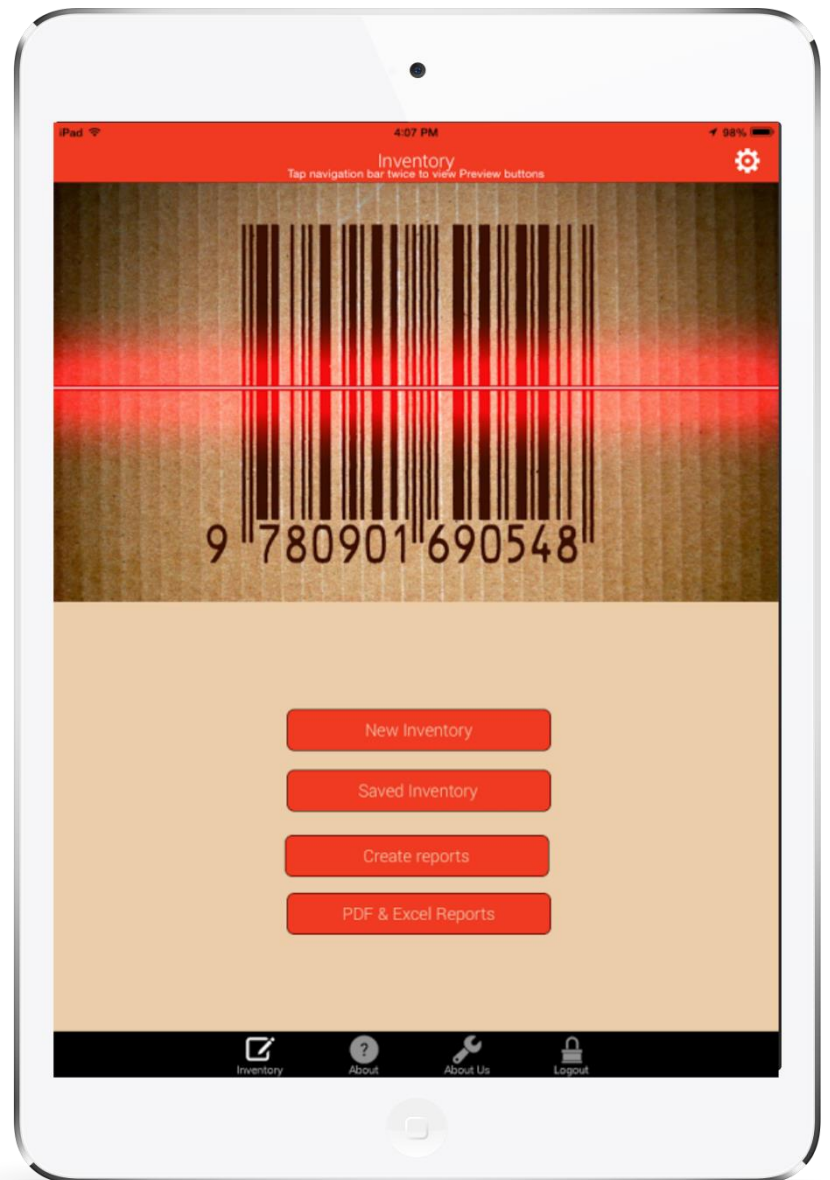 iPad 4:07 PM 98%
Inventory
Tap navigation bar twice to view Preview buttons
9 780901 690548
New Inventory
Saved Inventory
Create reports
PDF & Excel Reports
Inventory About About Us Logout